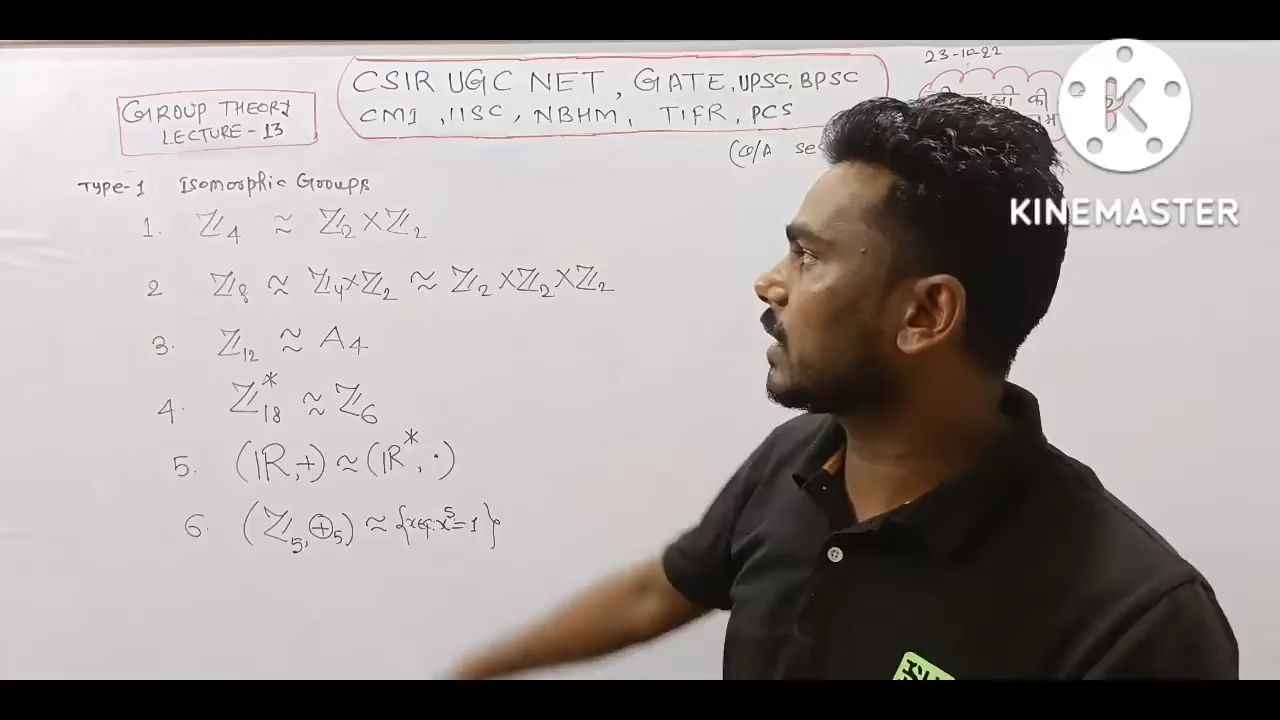 23-10-22
CSIR UGC NET, GATE, UPSC, BPSC
CMI, IISC, NBHM, TIFR, PCS
GROUP THEORY
LECTURE - 13
की
(Q/A se
KINEMASTER
Type-1 Isomorphic Groups
1. ℤ₄ ≈ ℤ₂ × ℤ₂
2 ℤ₈ ≈ ℤ₄ × ℤ₂ ≈ ℤ₂ × ℤ₂ × ℤ₂
3. ℤ₁₂ ≈ A₄
4. ℤ₁₈* ≈ ℤ₆
5. (ℝ, +) ≈ (ℝ*, ·)
6. (ℤ₅, ⊕₅) ≈ {x∈G: x⁵ = 1}